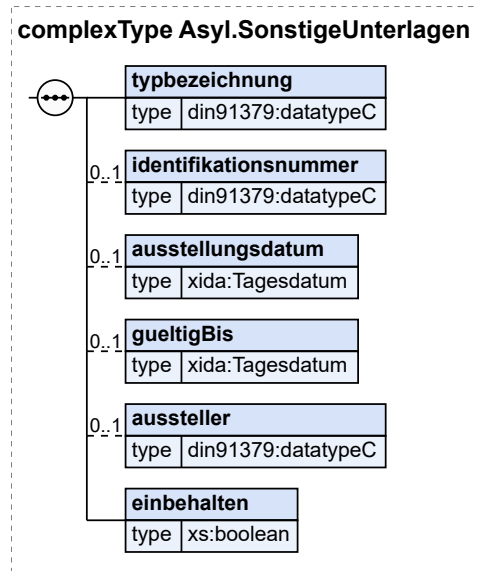 complexType Asyl.SonstigeUnterlagen
typbezeichnung
type din91379:datatypeC
0..1 identifikationsnummer
type din91379:datatypeC
0..1 ausstellungsdatum
type xida:Tagesdatum
0..1 gueltigBis
type xida:Tagesdatum
0..1 aussteller
type din91379:datatypeC
einbehalten
type xs:boolean